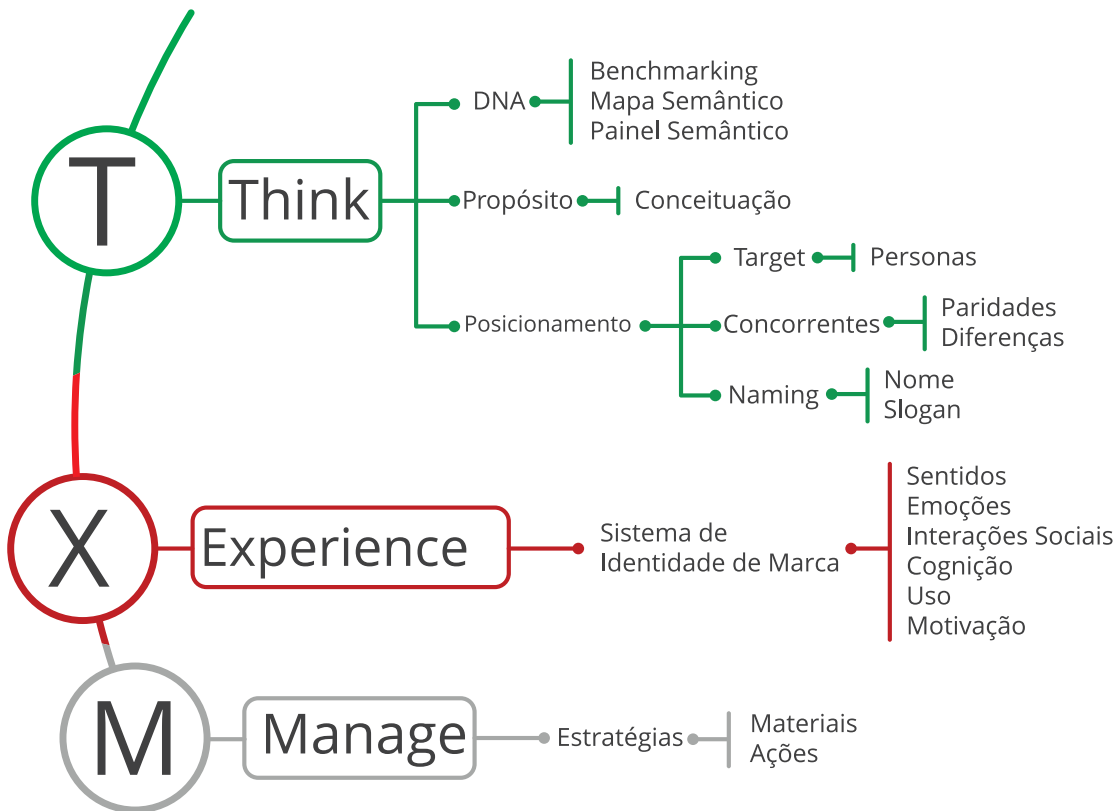 T
Think
DNA
Benchmarking
Mapa Semântico
Painel Semântico
Propósito
Conceituação
Posicionamento
Target
Personas
Concorrentes
Paridades
Diferenças
Naming
Nome
Slogan
X
Experience
Sistema de
Identidade de Marca
Sentidos
Emoções
Interações Sociais
Cognição
Uso
Motivação
M
Manage
Estratégias
Materiais
Ações